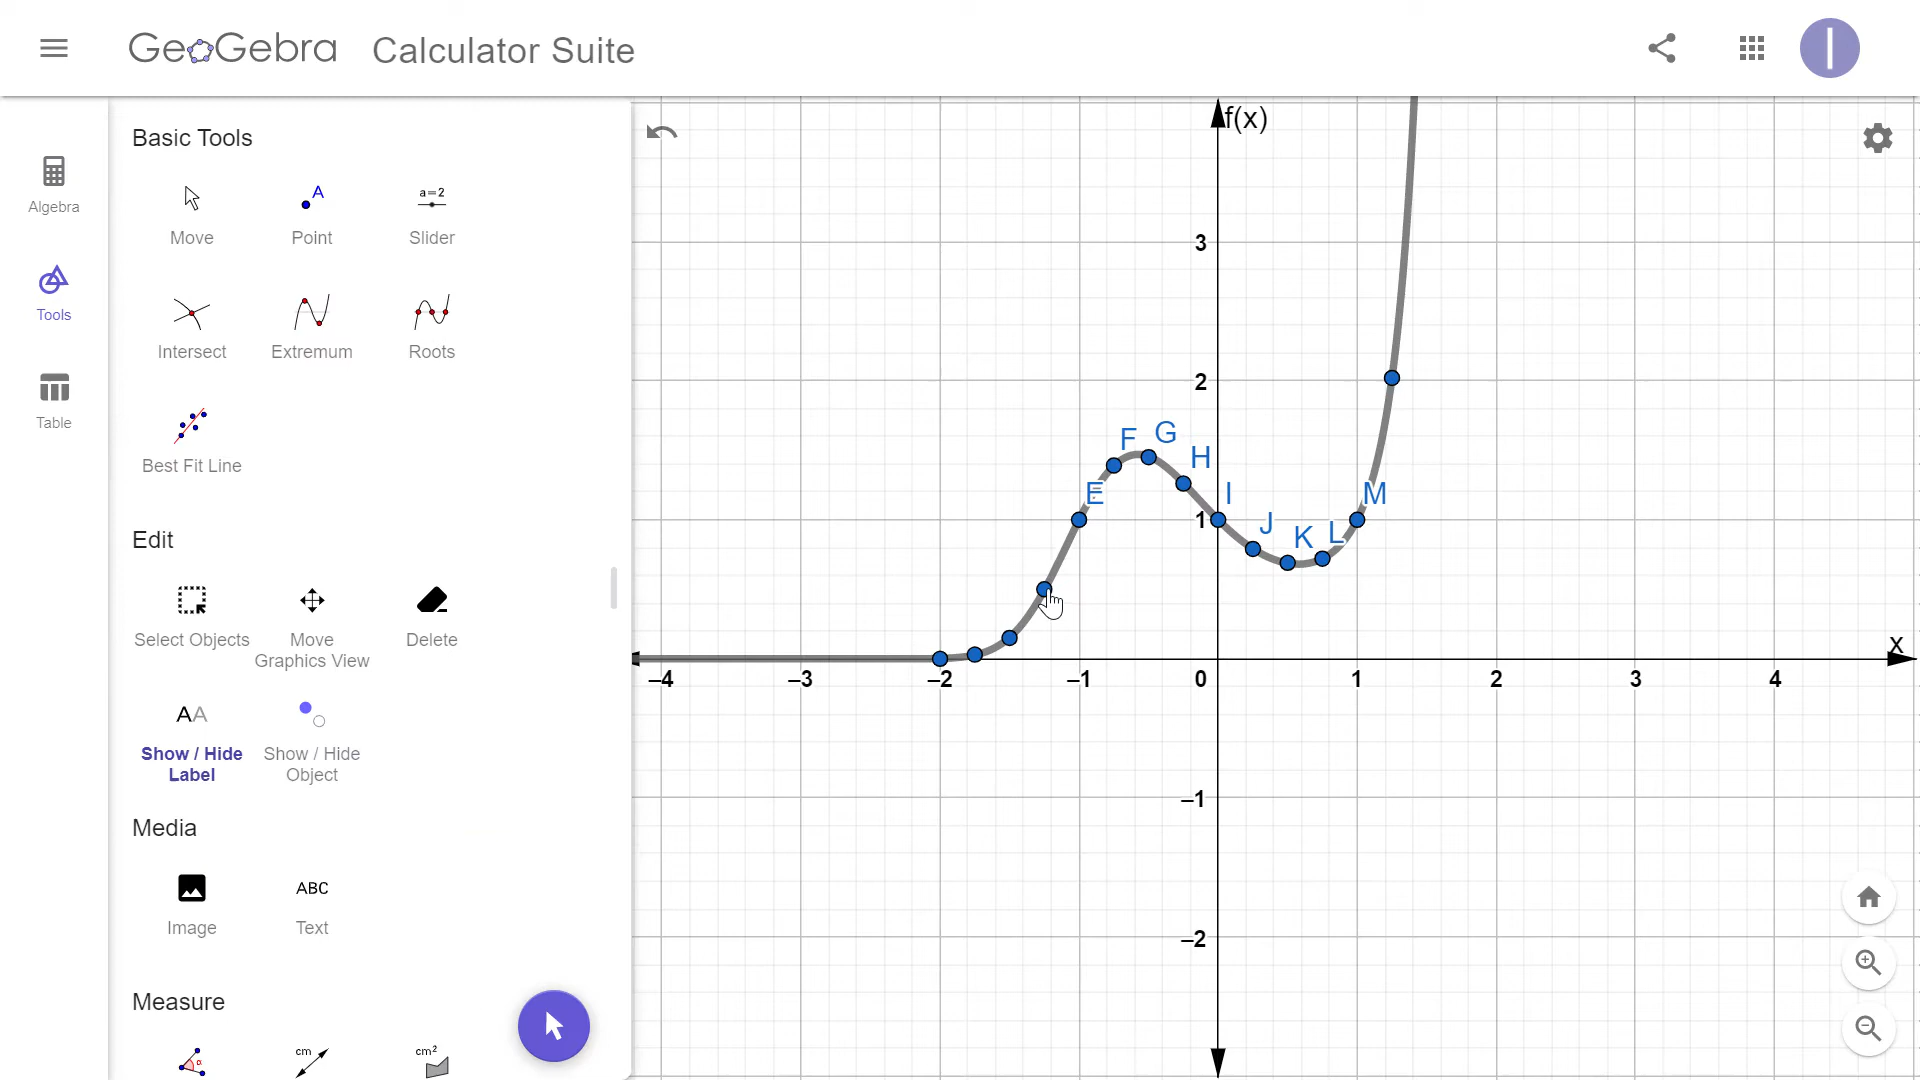 GeoGebra Calculator Suite
Algebra
Tools
Table
Basic Tools
A
a=2
Move Point Slider
Intersect Extremum Roots
Best Fit Line
Edit
Select Objects Move Graphics View Delete
AA
Show / Hide Label Show / Hide Object
Media
ABC
Image Text
Measure
α cm cm²
f(x)
3
2
F G
H
E I M
1 J K L
x
–4 –3 –2 –1 0 1 2 3 4
–1
–2